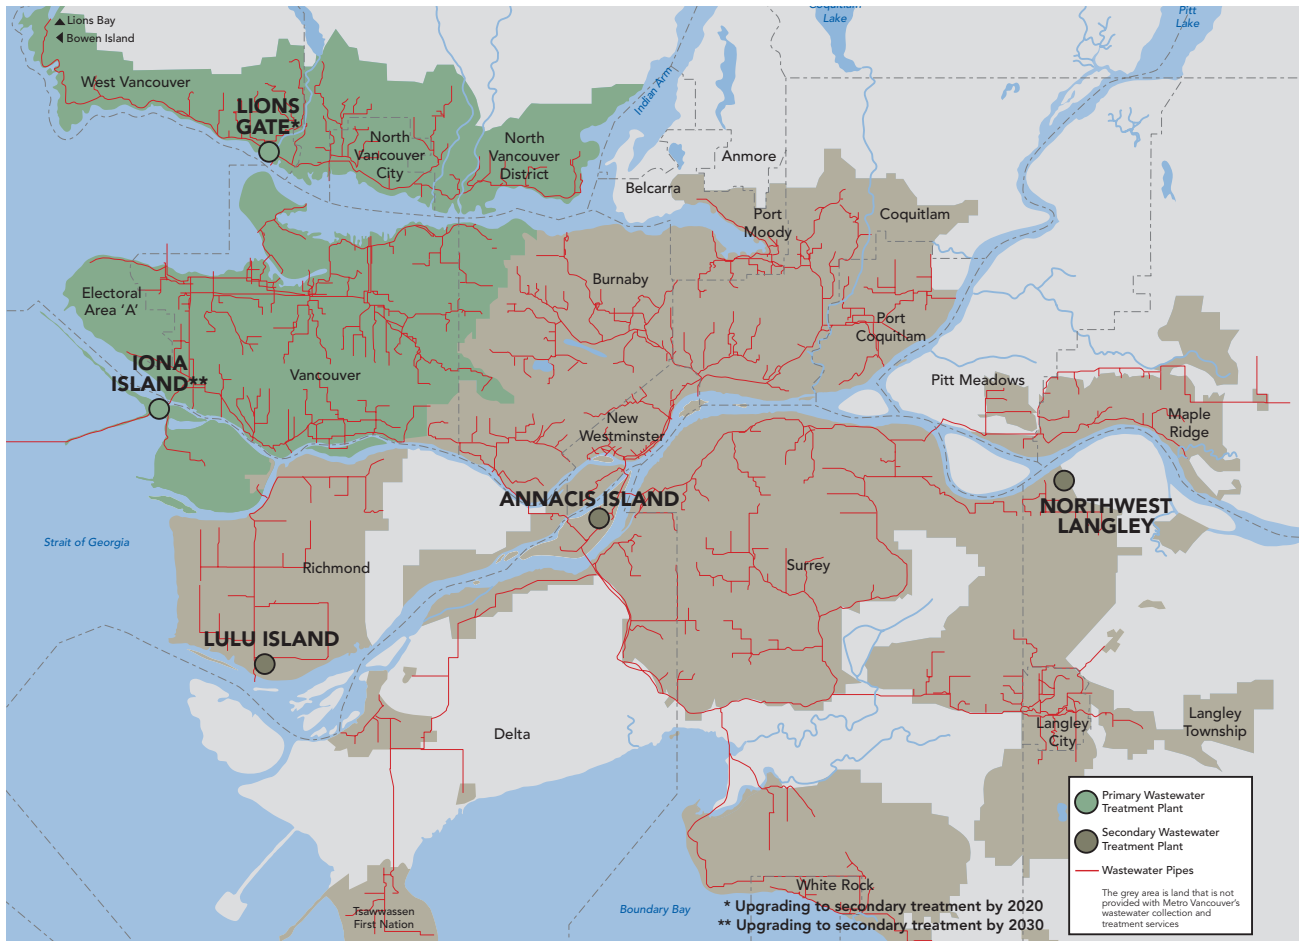 Lions Bay
Bowen Island
West Vancouver
LIONS
GATE*
North
Vancouver
City
North
Vancouver
District
Indian Arm
Coquitlam
Lake
Pitt
Lake
Anmore
Belcarra
Port
Moody
Coquitlam
Burnaby
Electoral
Area ‘A’
IONA
ISLAND**
Vancouver
Port
Coquitlam
Pitt Meadows
Maple
Ridge
New
Westminster
ANNACIS ISLAND
NORTHWEST
LANGLEY
Strait of Georgia
Richmond
Surrey
LULU ISLAND
Delta
Langley
City
Langley
Township
White Rock
Tsawwassen
First Nation
Boundary Bay
* Upgrading to secondary treatment by 2020
** Upgrading to secondary treatment by 2030
Primary Wastewater
Treatment Plant
Secondary Wastewater
Treatment Plant
Wastewater Pipes
The grey area is land that is not
provided with Metro Vancouver's
wastewater collection and
treatment services